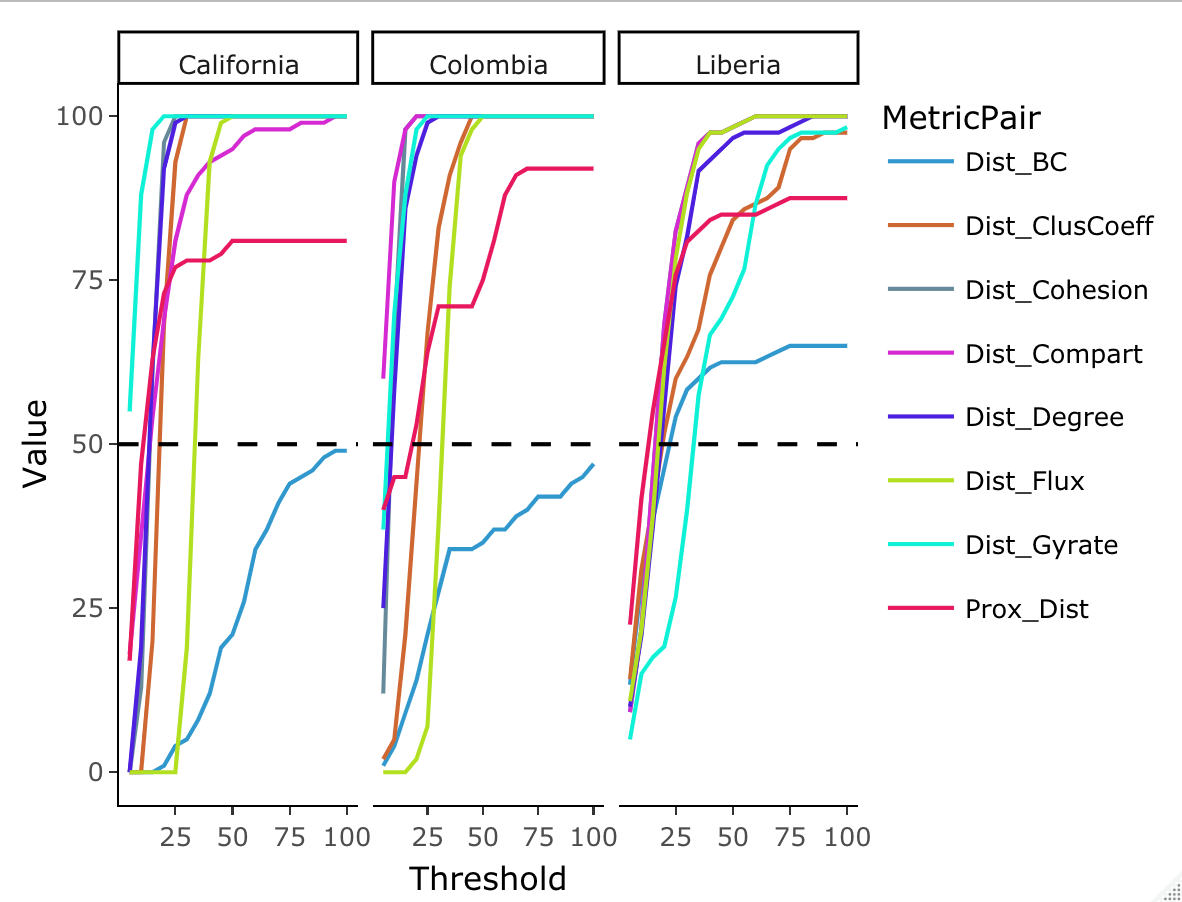 California Colombia Liberia
MetricPair
Dist_BC
Dist_ClusCoeff
Dist_Cohesion
Dist_Compart
Dist_Degree
Dist_Flux
Dist_Gyrate
Prox_Dist
Value
100
75
50
25
0
25 50 75 100 25 50 75 100 25 50 75 100
Threshold